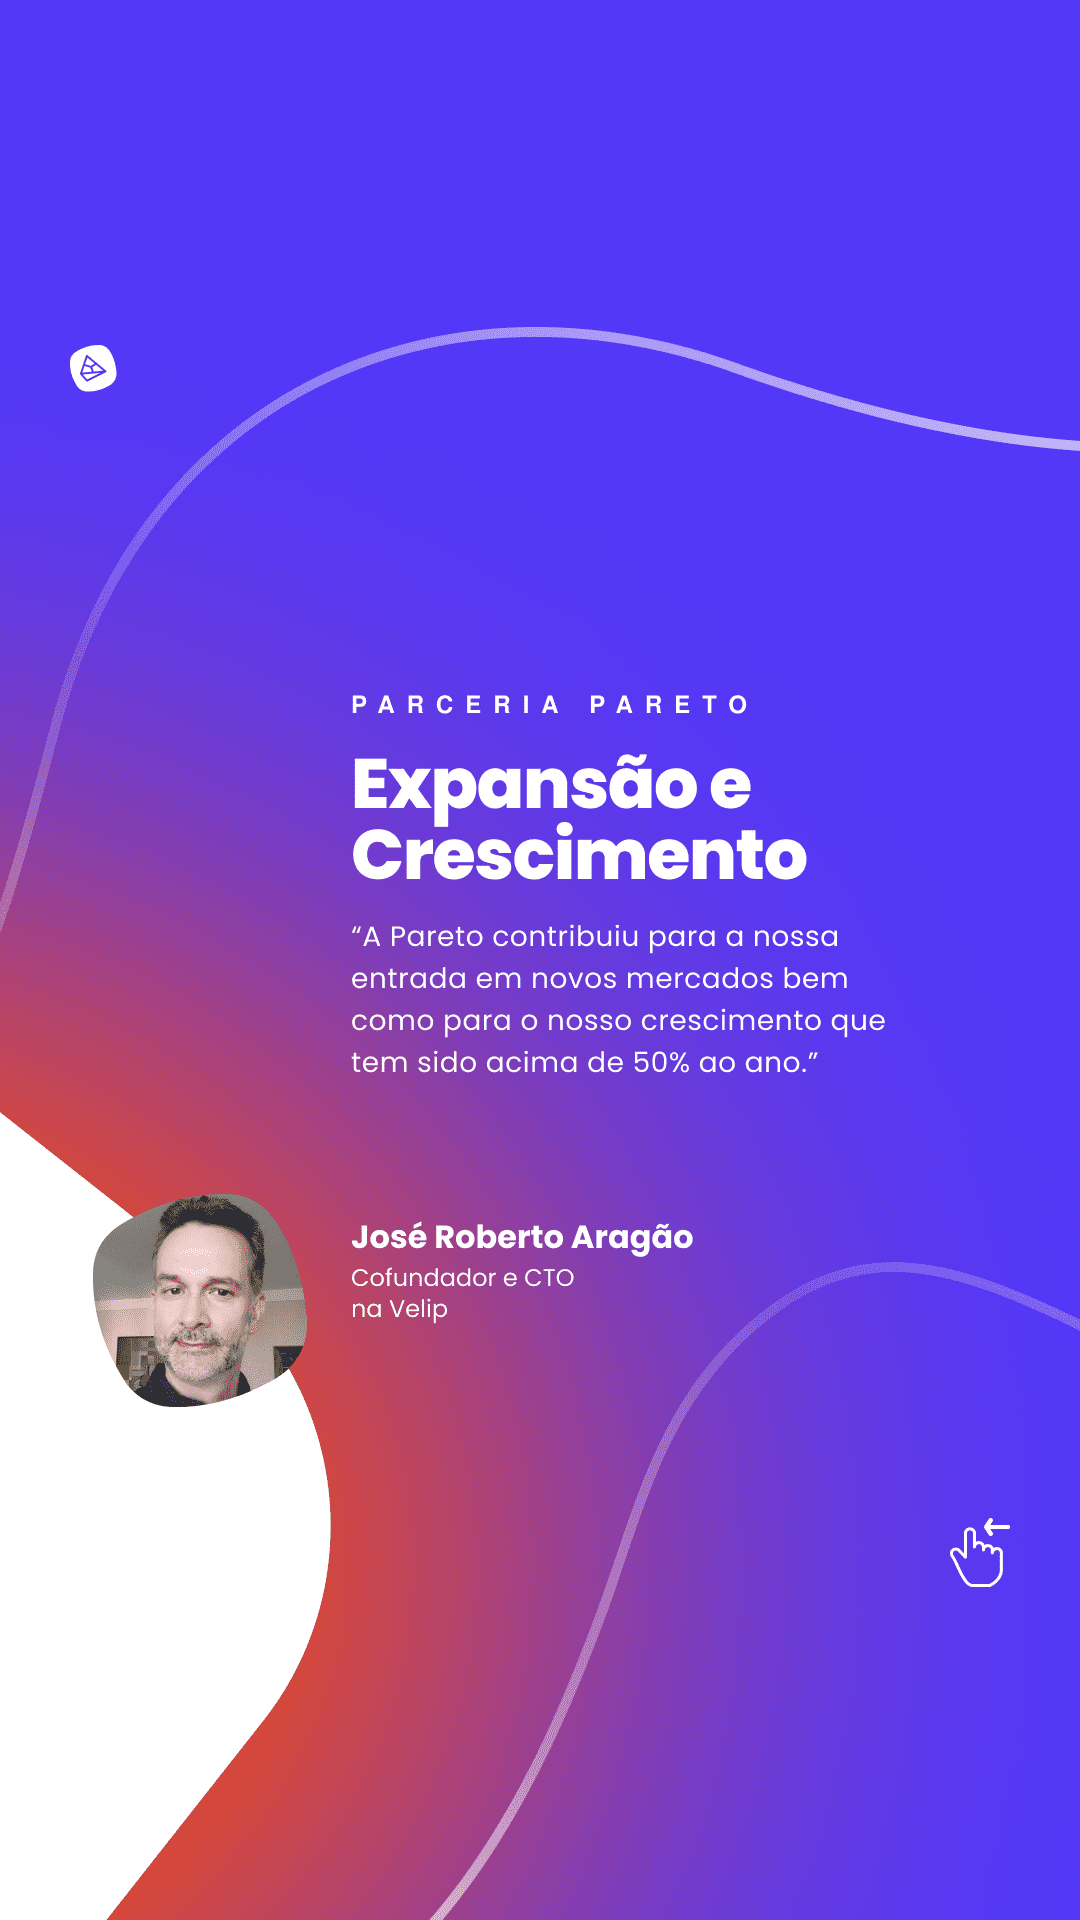 PARCERIA PARETO
Expansão e
Crescimento
“A Pareto contribuiu para a nossa
entrada em novos mercados bem
como para o nosso crescimento que
tem sido acima de 50% ao ano.”
José Roberto Aragão
Cofundador e CTO
na Velip